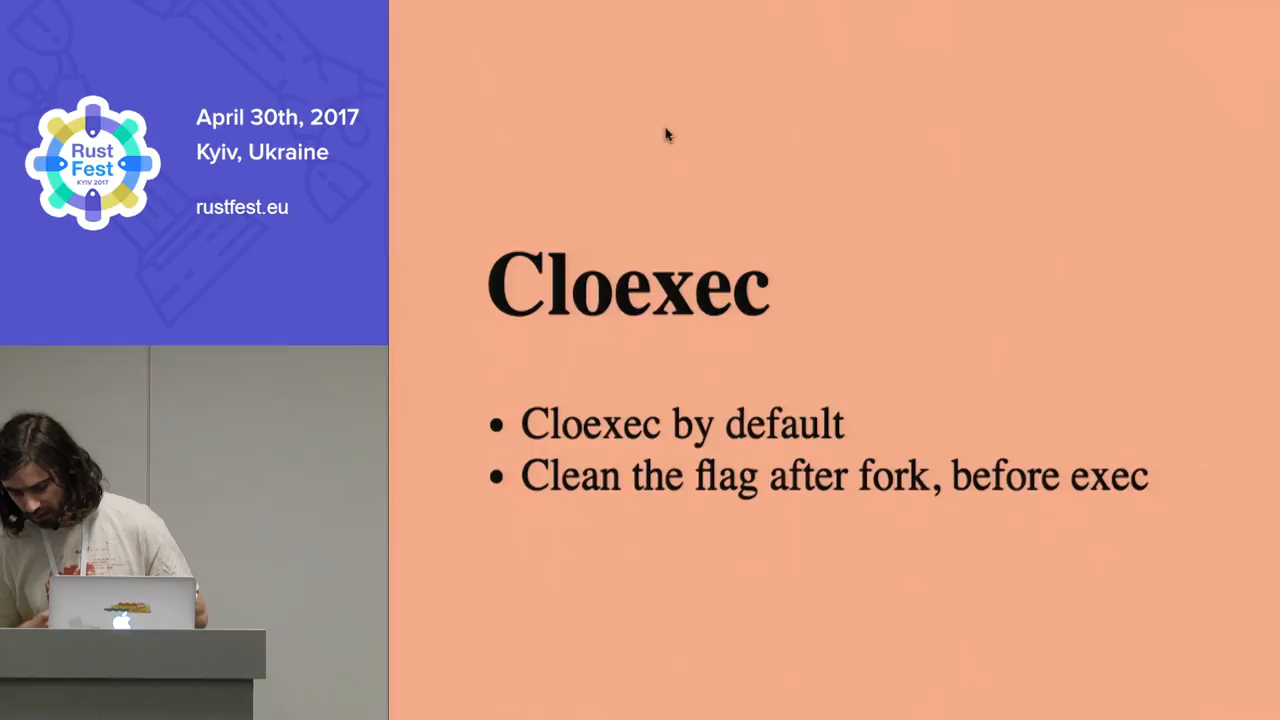 April 30th, 2017
Kyiv, Ukraine
rustfest.eu
Rust
Fest
KYIV 2017
Cloexec
• Cloexec by default
• Clean the flag after fork, before exec